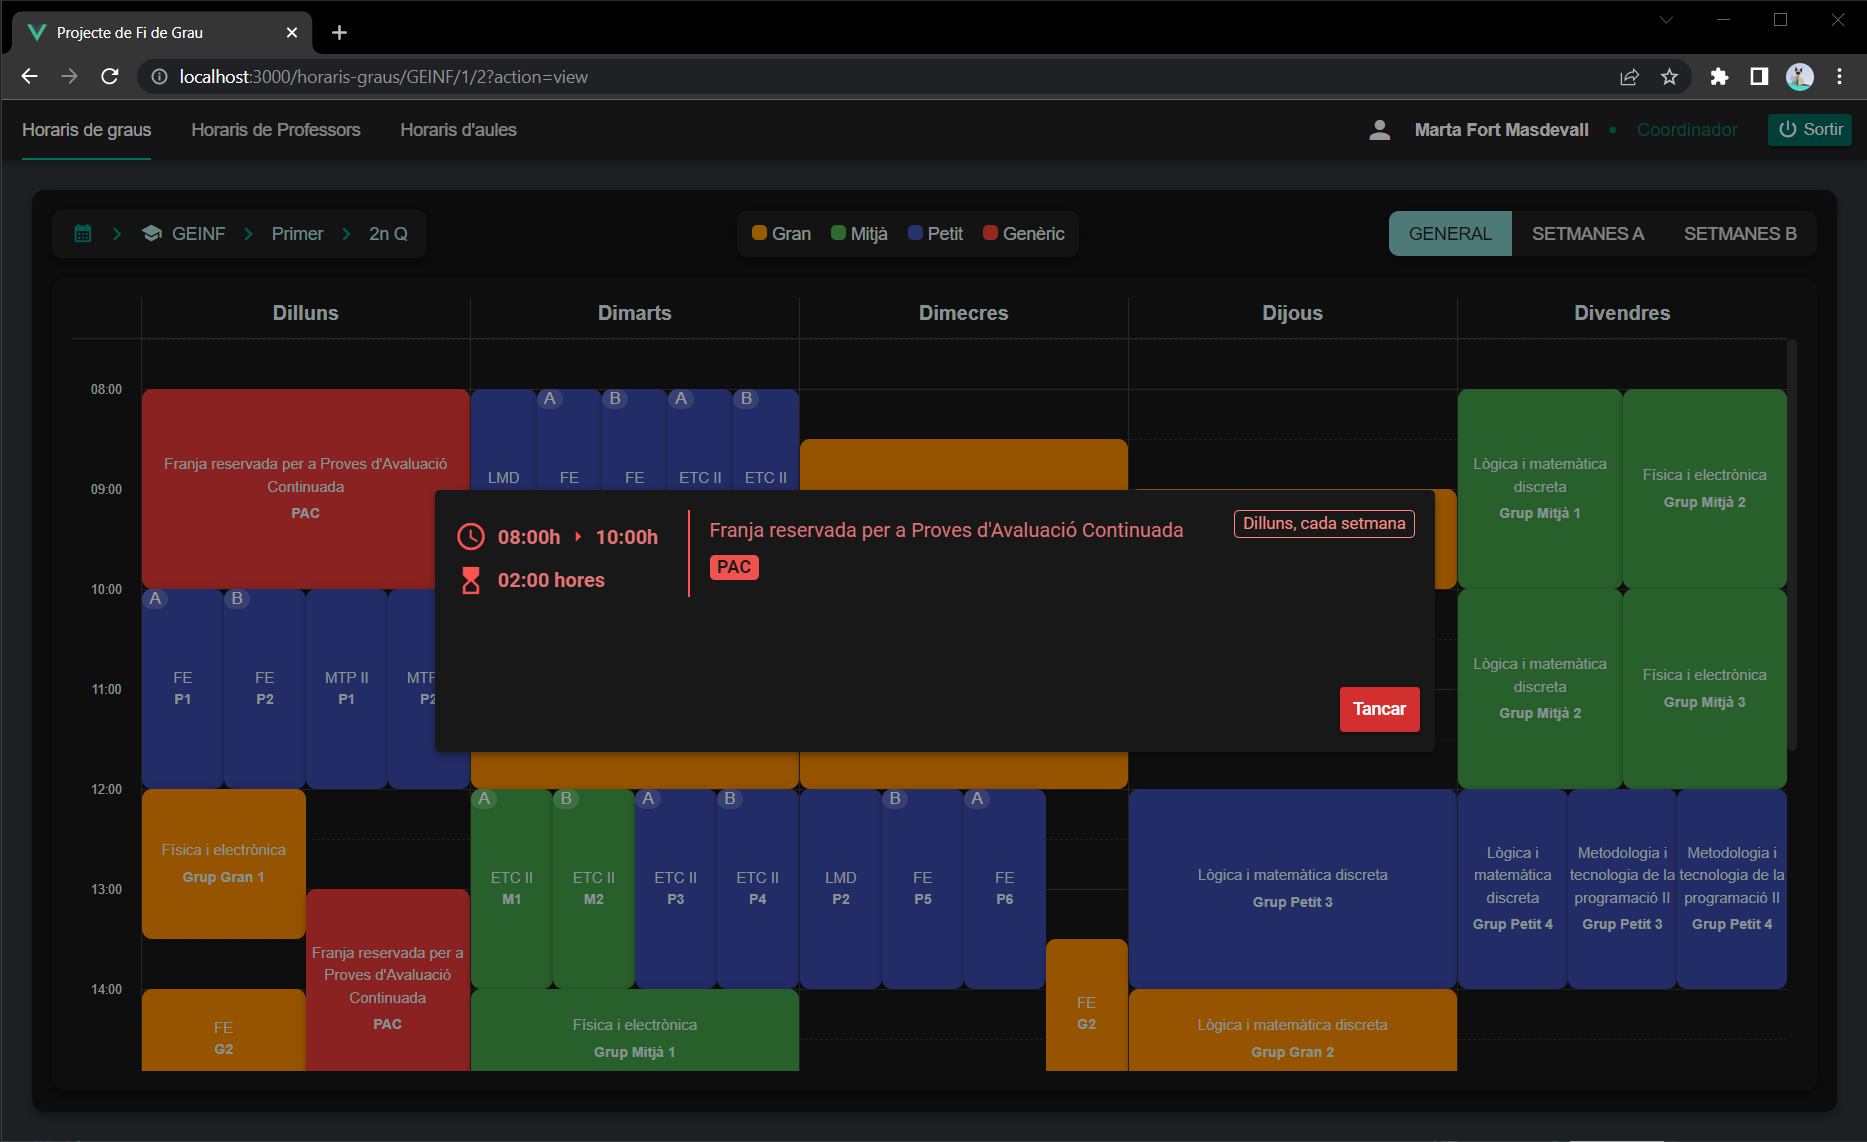 Projecte de Fi de Grau
localhost:3000/horaris-graus/GEINF/1/2?action=view
Horaris de graus
Horaris de Professors
Horaris d'aules
Marta Fort Masdevall
Coordinador
Sortir
GEINF
Primer
2n Q
Gran
Mitjà
Petit
Genèric
GENERAL
SETMANES A
SETMANES B
Dilluns
Dimarts
Dimecres
Dijous
Divendres
08:00
09:00
10:00
11:00
12:00
13:00
14:00
Franja reservada per a Proves d'Avaluació
Continuada
PAC
LMD
A
FE
B
FE
A
ETC II
B
ETC II
Lògica i matemàtica
discreta
Grup Mitjà 1
Física i electrònica
Grup Mitjà 2
08:00h
10:00h
02:00 hores
Franja reservada per a Proves d'Avaluació Continuada
PAC
Dilluns, cada setmana
Tancar
A
FE
P1
B
FE
P2
MTP II
P1
MTP
P2
Lògica i matemàtica
discreta
Grup Mitjà 2
Física i electrònica
Grup Mitjà 3
Física i electrònica
Grup Gran 1
Franja reservada per a
Proves d'Avaluació
Continuada
PAC
FE
G2
A
ETC II
M1
B
ETC II
M2
A
ETC II
P3
B
ETC II
P4
LMD
P2
B
FE
P5
A
FE
P6
FE
G2
Física i electrònica
Grup Mitjà 1
Lògica i matemàtica discreta
Grup Petit 3
Lògica i matemàtica discreta
Grup Gran 2
Lògica i
matemàtica
discreta
Grup Petit 4
Metodologia i
tecnologia de la
programació II
Grup Petit 3
Metodologia i
tecnologia de la
programació II
Grup Petit 4